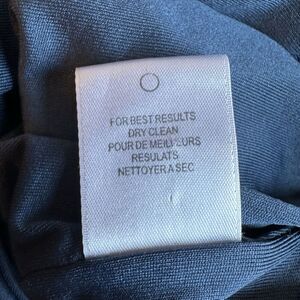 FOR BEST RESULTS
DRY CLEAN
POUR DE MEILLEURS
RESULATS
NETTOYER A SEC